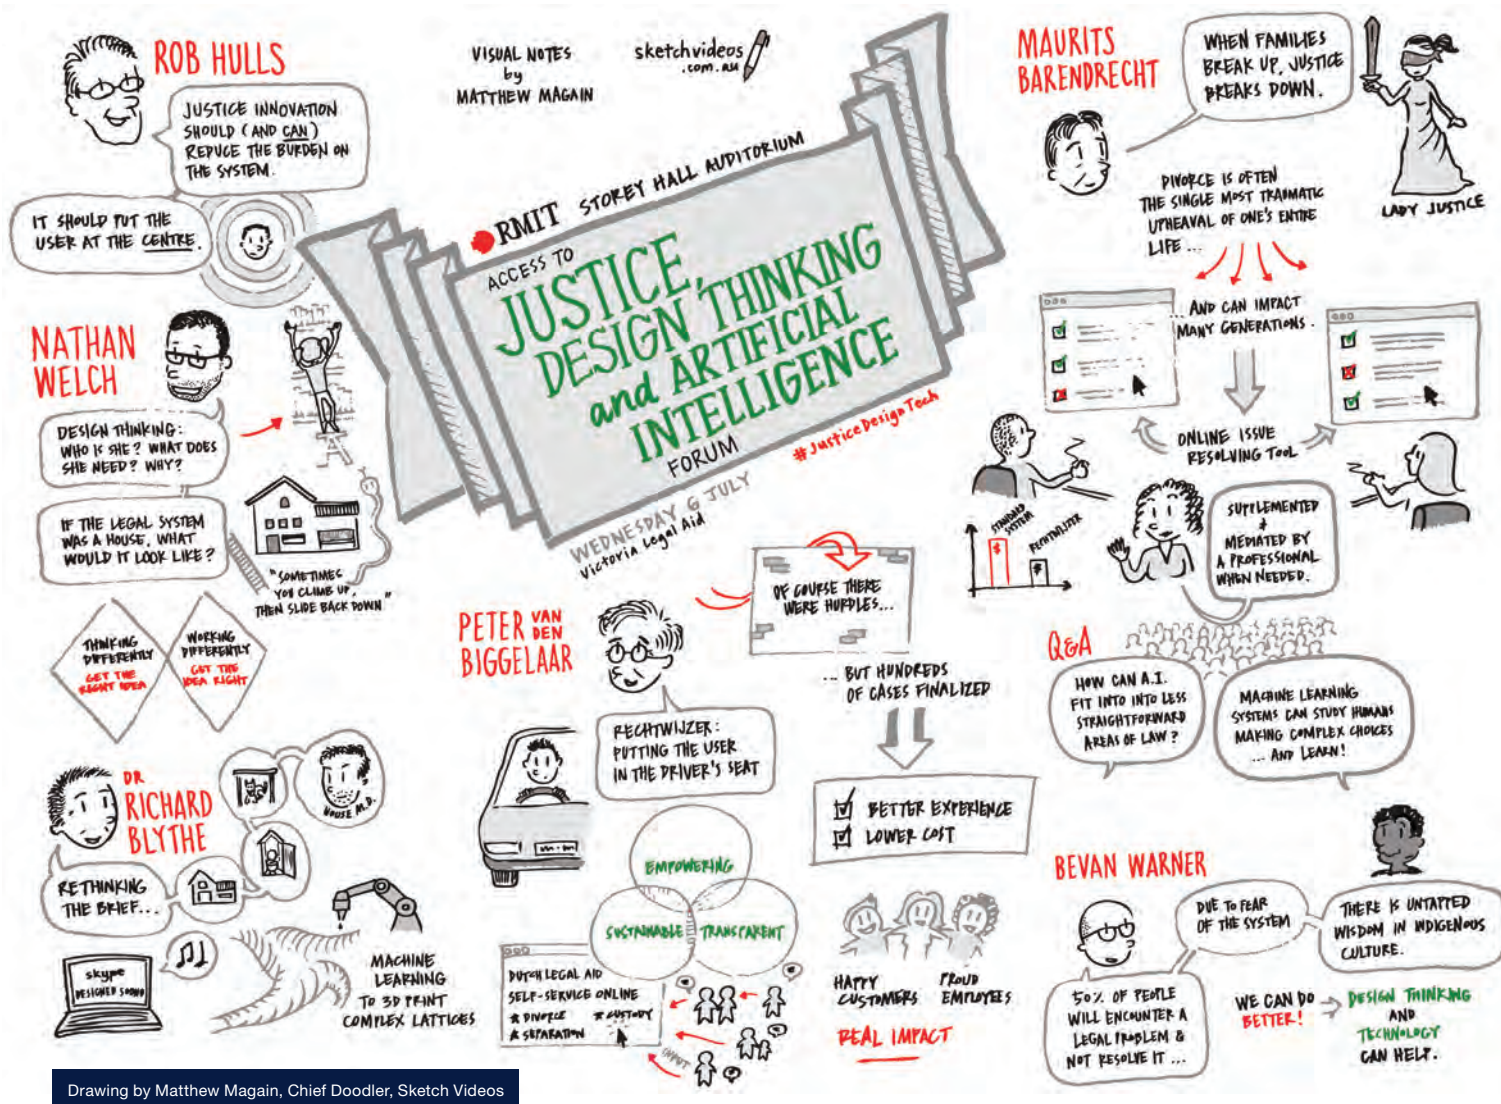 ROB HULLS
JUSTICE INNOVATION
SHOULD (AND CAN)
REDUCE THE BURDEN ON
THE SYSTEM.
IT SHOULD PUT THE
USER AT THE CENTRE.
VISUAL NOTES
by
MATTHEW MAGAIN
sketchvideos
.com.au
RMIT STOREY HALL AUDITORIUM
ACCESS TO
JUSTICE,
DESIGN THINKING
and ARTIFICIAL
INTELLIGENCE
FORUM
#JusticeDesignTech
WEDNESDAY 6 JULY
Victoria Legal Aid
MAURITS
BARENDRECHT
WHEN FAMILIES
BREAK UP, JUSTICE
BREAKS DOWN.
LADY JUSTICE
DIVORCE IS OFTEN
THE SINGLE MOST TRAUMATIC
UPHEAVAL OF ONE'S ENTIRE
LIFE ...
...AND CAN IMPACT
MANY GENERATIONS.
ONLINE ISSUE
RESOLVING TOOL
STANDARD
SYSTEM
RECHTWIJZER
$
$
SUPPLEMENTED
&
MEDIATED BY
A PROFESSIONAL
WHEN NEEDED.
NATHAN
WELCH
DESIGN THINKING:
WHO IS SHE? WHAT DOES
SHE NEED? WHY?
IF THE LEGAL SYSTEM
WAS A HOUSE, WHAT
WOULD IT LOOK LIKE?
"SOMETIMES
YOU CLIMB UP,
THEN SLIDE BACK DOWN"
THINKING
DIFFERENTLY
GET THE
RIGHT IDEA
WORKING
DIFFERENTLY
GET THE
IDEA RIGHT
DR
RICHARD
BLYTHE
HOUSE M.D.
RETHINKING
THE BRIEF...
skype
DESIGNED SOUND
MACHINE
LEARNING
TO 3D PRINT
COMPLEX LATTICES
PETER VAN
DEN
BIGGELAAR
OF COURSE THERE
WERE HURDLES...
... BUT HUNDREDS
OF CASES FINALIZED
RECHTWIJZER:
PUTTING THE USER
IN THE DRIVER'S SEAT
BETTER EXPERIENCE
LOWER COST
EMPOWERING
SUSTAINABLE
TRANSPARENT
DUTCH LEGAL AID
SELF-SERVICE ONLINE
* DIVORCE * CUSTODY
* SEPARATION
INPUT
HAPPY
CUSTOMERS
PROUD
EMPLOYEES
REAL IMPACT
Q&A
HOW CAN A.I.
FIT INTO INTO LESS
STRAIGHTFORWARD
AREAS OF LAW?
MACHINE LEARNING
SYSTEMS CAN STUDY HUMANS
MAKING COMPLEX CHOICES
... AND LEARN!
BEVAN WARNER
DUE TO FEAR
OF THE SYSTEM
THERE IS UNTAPPED
WISDOM IN INDIGENOUS
CULTURE.
50% OF PEOPLE
WILL ENCOUNTER A
LEGAL PROBLEM &
NOT RESOLVE IT ...
WE CAN DO
BETTER!
DESIGN THINKING
AND
TECHNOLOGY
CAN HELP.
Drawing by Matthew Magain, Chief Doodler, Sketch Videos